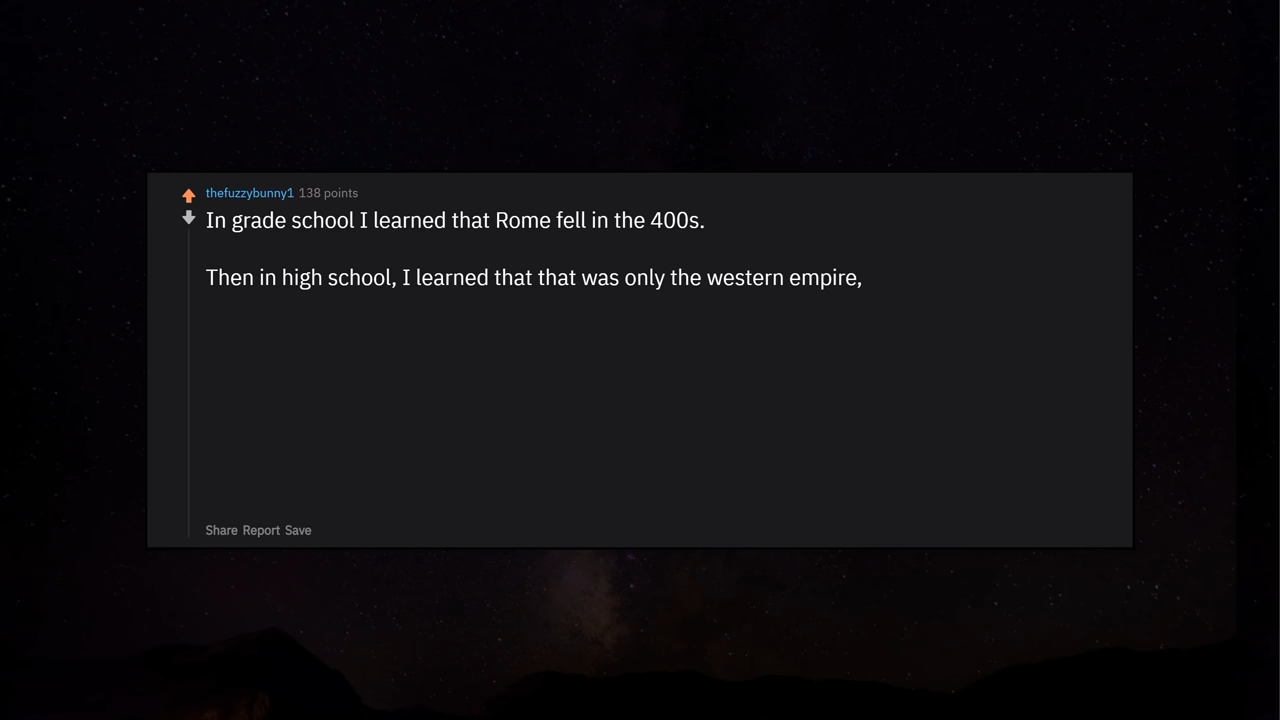 thefuzzybunny1 138 points
In grade school I learned that Rome fell in the 400s.
Then in high school, I learned that that was only the western empire,
Share Report Save